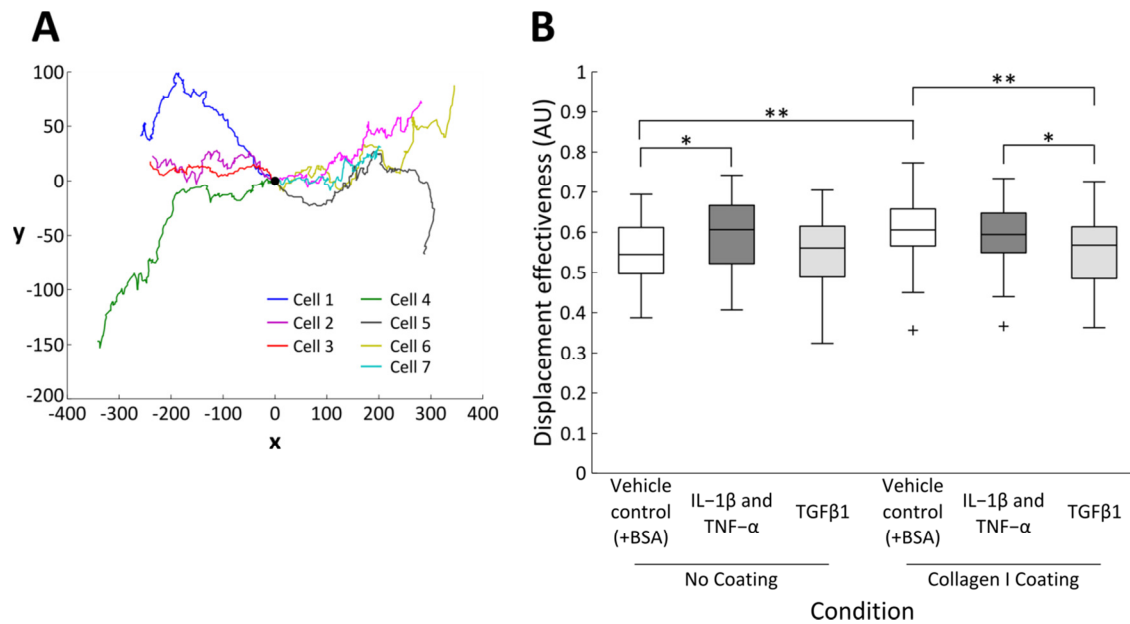 A
B
100
50
0
-50
-100
-150
-200
y
-400 -300 -200 -100 0 100 200 300 400
x
Cell 1
Cell 2
Cell 3
Cell 4
Cell 5
Cell 6
Cell 7
Displacement effectiveness (AU)
1
0.9
0.8
0.7
0.6
0.5
0.4
0.3
0.2
0.1
0
**
*
**
*
Vehicle
control
(+BSA)
IL−1β and
TNF−α
TGFβ1
Vehicle
control
(+BSA)
IL−1β and
TNF−α
TGFβ1
No Coating
Collagen I Coating
Condition